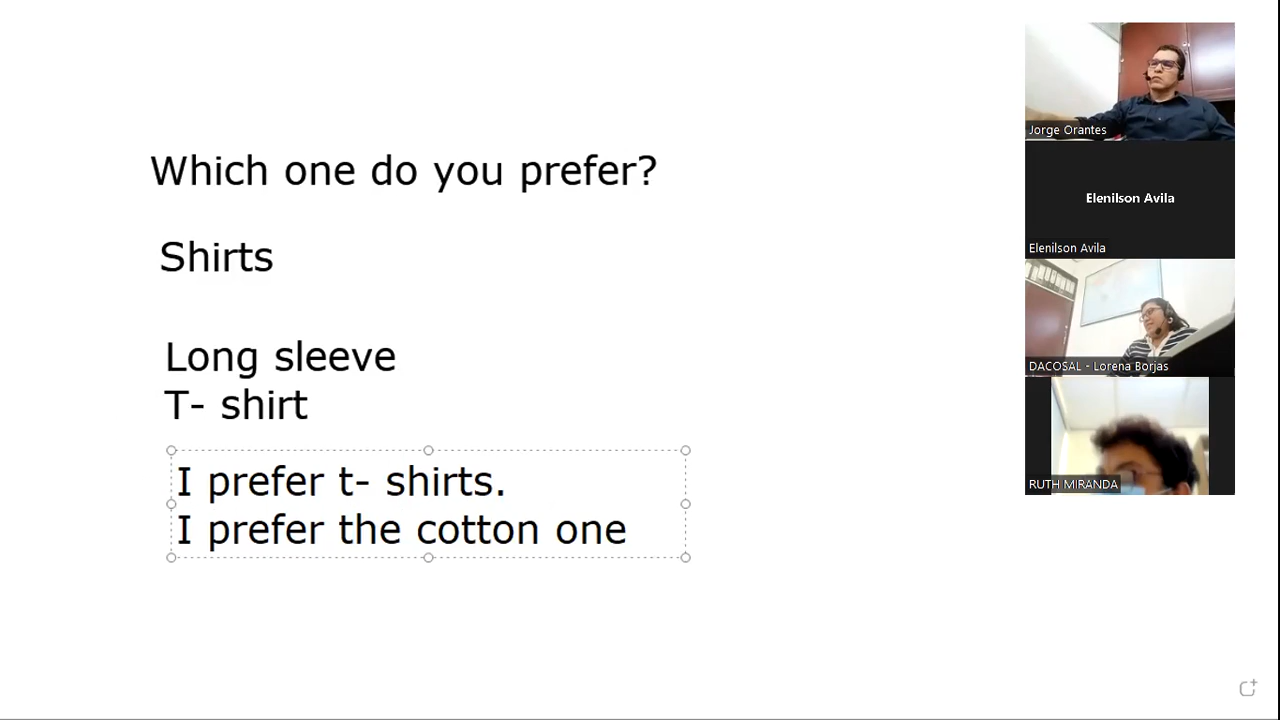 Which one do you prefer?
Shirts
Long sleeve
T- shirt
I prefer t- shirts.
I prefer the cotton one
Jorge Orantes
Elenilson Avila
Elenilson Avila
DACOSAL - Lorena Borjas
RUTH MIRANDA